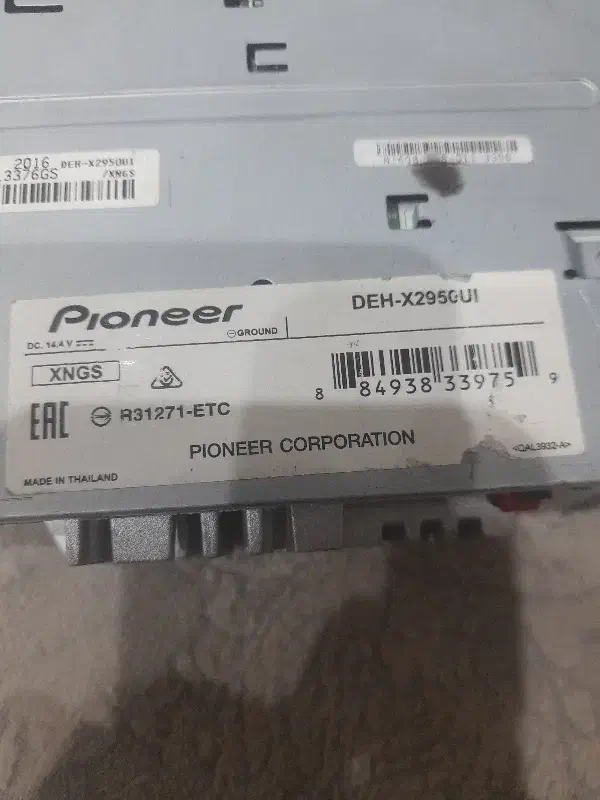 2016 DEH-X2950UI
13376GS /XNGS
Pioneer
DEH-X2950UI
DC. 14.4 V
GROUND
XNGS
8 84938 33975 9
EAC R31271-ETC
PIONEER CORPORATION
MADE IN THAILAND
<QAL3932-A>